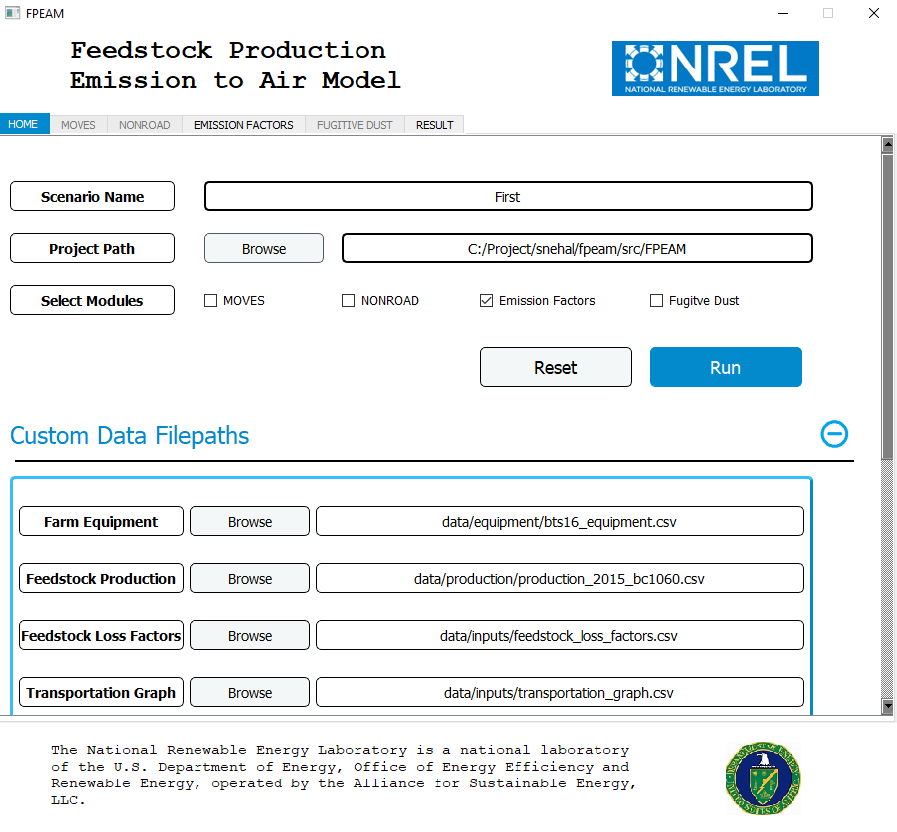 FPEAM
Feedstock Production
Emission to Air Model
NREL
NATIONAL RENEWABLE ENERGY LABORATORY
HOME MOVES NONROAD EMISSION FACTORS FUGITIVE DUST RESULT
Scenario Name First
Project Path Browse C:/Project/snehal/fpeam/src/FPEAM
Select Modules MOVES NONROAD Emission Factors Fugitve Dust
Reset Run
Custom Data Filepaths
Farm Equipment Browse data/equipment/bts16_equipment.csv
Feedstock Production Browse data/production/production_2015_bc1060.csv
Feedstock Loss Factors Browse data/inputs/feedstock_loss_factors.csv
Transportation Graph Browse data/inputs/transportation_graph.csv
The National Renewable Energy Laboratory is a national laboratory
of the U.S. Department of Energy, Office of Energy Efficiency and
Renewable Energy, operated by the Alliance for Sustainable Energy,
LLC.